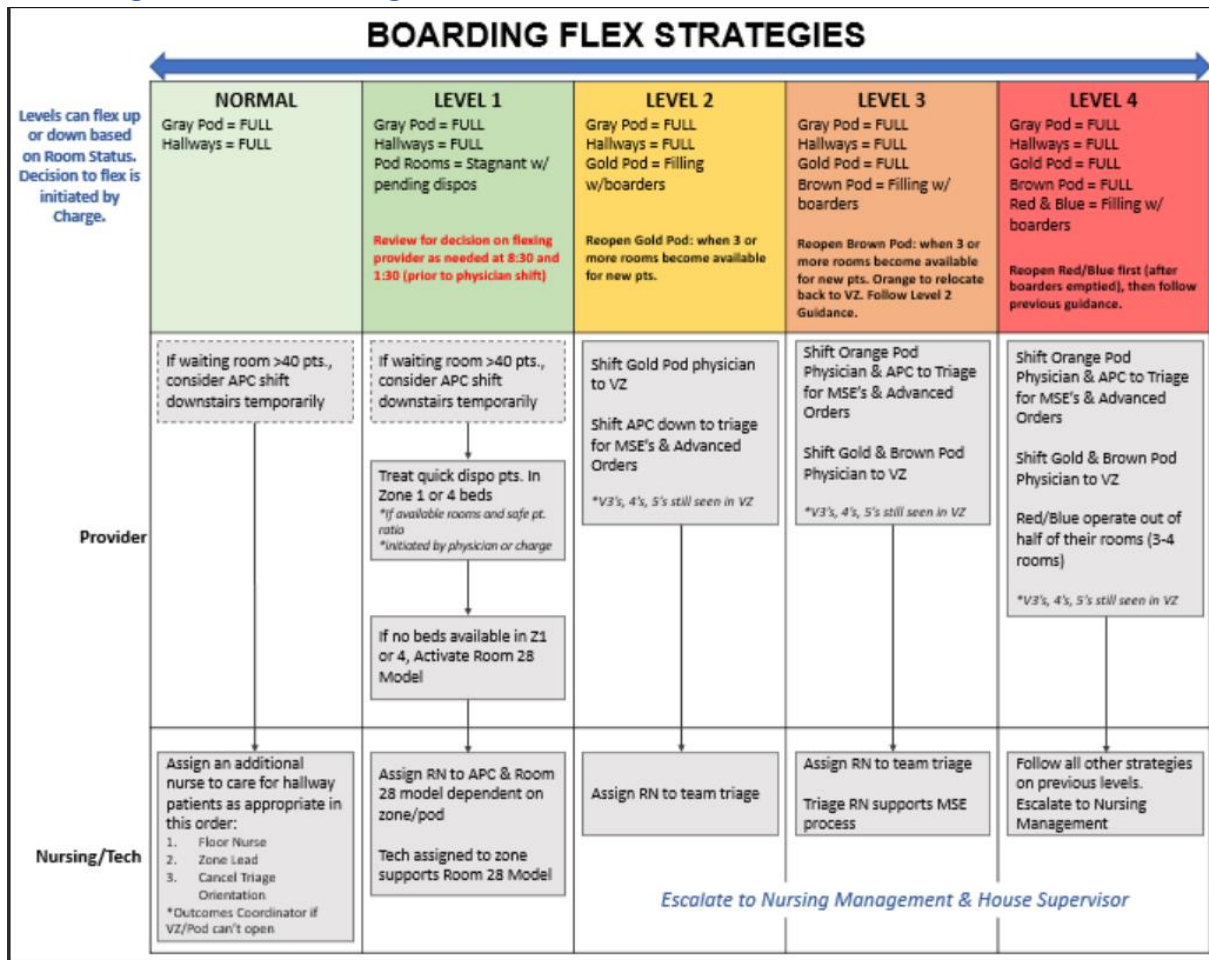 BOARDING FLEX STRATEGIES
Levels can flex up
or down based
on Room Status.
Decision to flex is
initiated by
Charge.
NORMAL
Gray Pod = FULL
Hallways = FULL
LEVEL 1
Gray Pod = FULL
Hallways = FULL
Pod Rooms = Stagnant w/
pending dispos
Review for decision on flexing
provider as needed at 8:30 and
1:30 (prior to physician shift)
LEVEL 2
Gray Pod = FULL
Hallways = FULL
Gold Pod = Filling
w/boarders
Reopen Gold Pod: when 3 or
more rooms become available
for new pts.
LEVEL 3
Gray Pod = FULL
Hallways = FULL
Gold Pod = FULL
Brown Pod = Filling w/
boarders
Reopen Brown Pod: when 3 or
more rooms become available
for new pts. Orange to relocate
back to VZ. Follow Level 2
Guidance.
LEVEL 4
Gray Pod = FULL
Hallways = FULL
Gold Pod = FULL
Brown Pod = FULL
Red & Blue = Filling w/
boarders
Reopen Red/Blue first (after
boarders emptied), then follow
previous guidance.
Provider
If waiting room >40 pts.,
consider APC shift
downstairs temporarily
If waiting room >40 pts.,
consider APC shift
downstairs temporarily
Treat quick dispo pts. In
Zone 1 or 4 beds
*If available rooms and safe pt.
ratio
*initiated by physician or charge
If no beds available in Z1
or 4, Activate Room 28
Model
Shift Gold Pod physician
to VZ
Shift APC down to triage
for MSE's & Advanced
Orders
*V3's, 4's, 5's still seen in VZ
Shift Orange Pod
Physician & APC to Triage
for MSE's & Advanced
Orders
Shift Gold & Brown Pod
Physician to VZ
*V3's, 4's, 5's still seen in VZ
Shift Orange Pod
Physician & APC to Triage
for MSE's & Advanced
Orders
Shift Gold & Brown Pod
Physician to VZ
Red/Blue operate out of
half of their rooms (3-4
rooms)
*V3's, 4's, 5's still seen in VZ
Nursing/Tech
Assign an additional
nurse to care for hallway
patients as appropriate in
this order:
1. Floor Nurse
2. Zone Lead
3. Cancel Triage
Orientation
*Outcomes Coordinator if
VZ/Pod can't open
Assign RN to APC & Room
28 model dependent on
zone/pod
Tech assigned to zone
supports Room 28 Model
Assign RN to team triage
Assign RN to team triage
Triage RN supports MSE
process
Follow all other strategies
on previous levels.
Escalate to Nursing
Management
Escalate to Nursing Management & House Supervisor